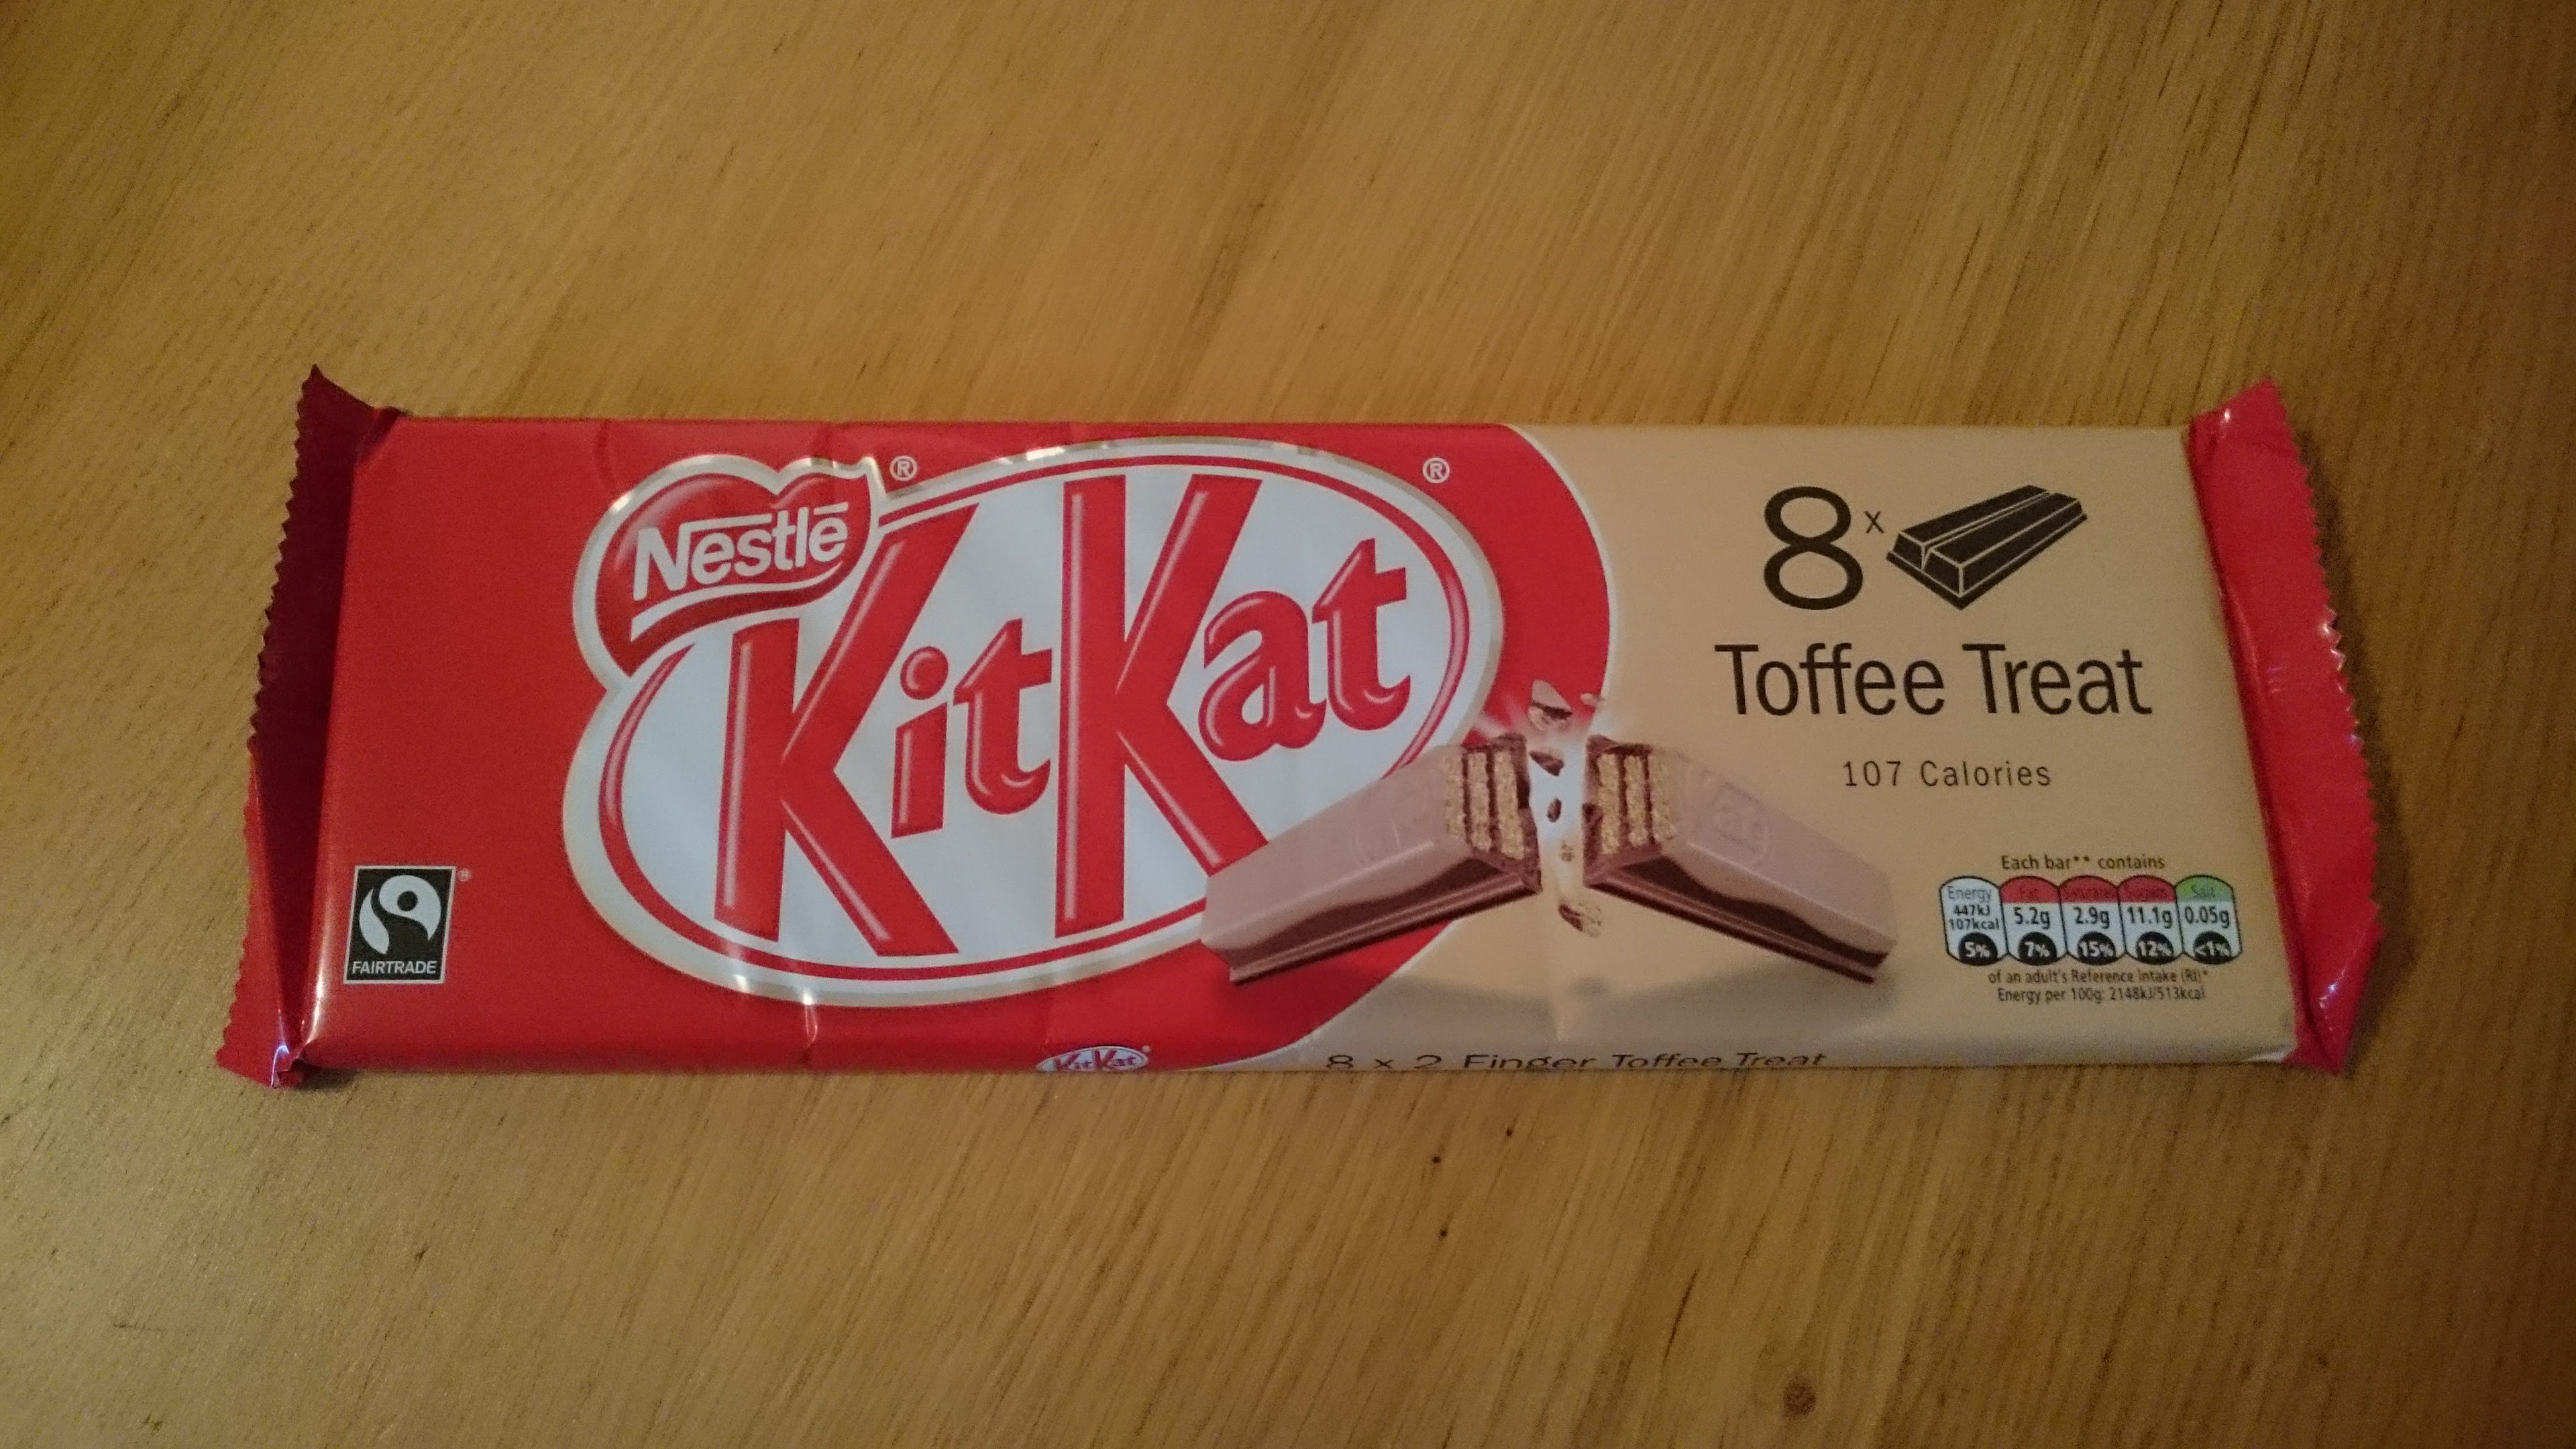 Nestlé ®
KitKat ®
FAIRTRADE ®
8 x
Toffee Treat
107 Calories
Each bar** contains
Energy 447kJ 107kcal 5%
Fat 5.2g 7%
Saturates 2.9g 15%
Sugars 11.1g 12%
Salt 0.05g <1%
of an adult's Reference Intake (RI)*
Energy per 100g: 2148kJ/513kcal
KitKat
8 x 2 Finger Toffee Treat